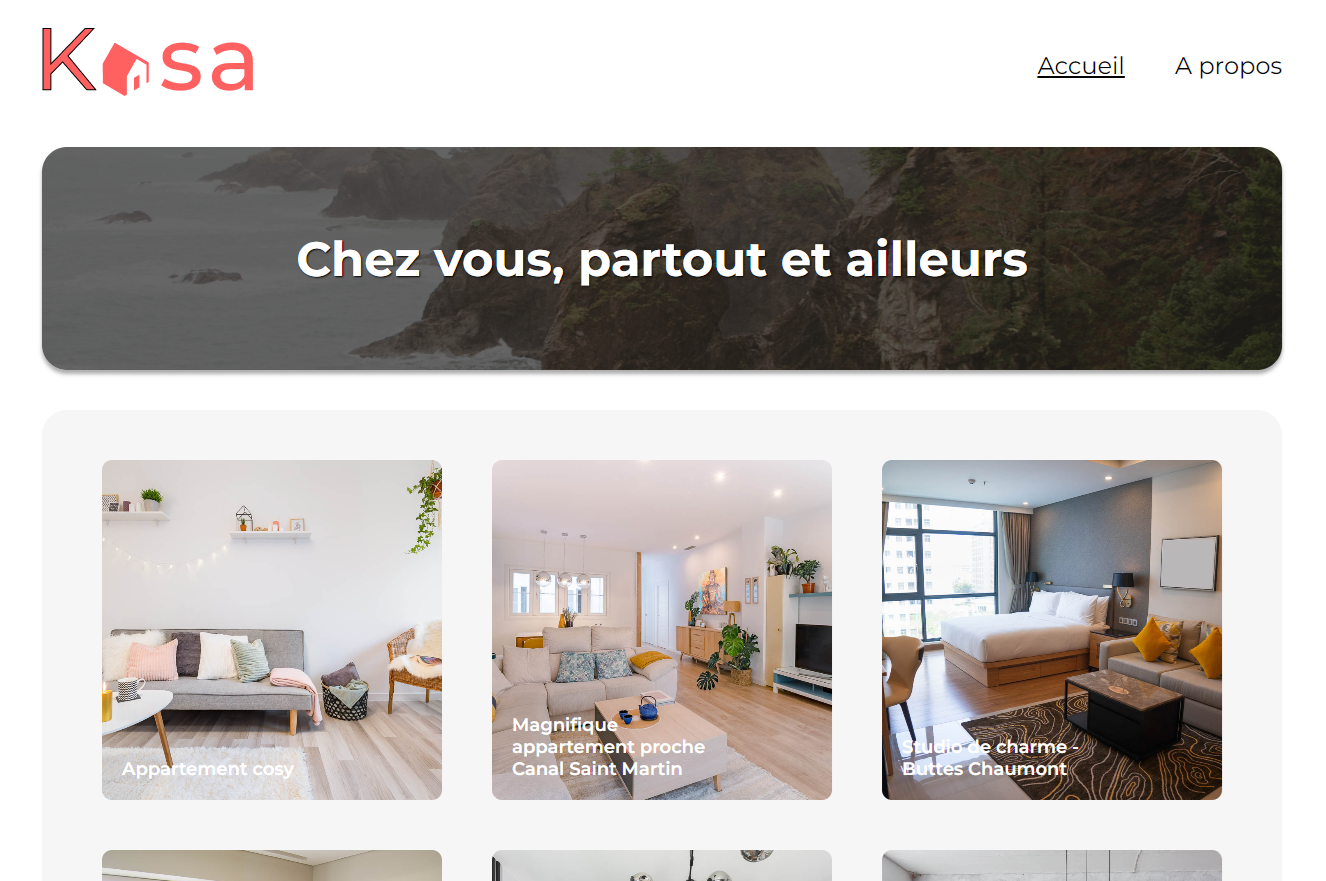 Kasa
Accueil
A propos
Chez vous, partout et ailleurs
Appartement cosy
Magnifique
appartement proche
Canal Saint Martin
Studio de charme -
Buttes Chaumont